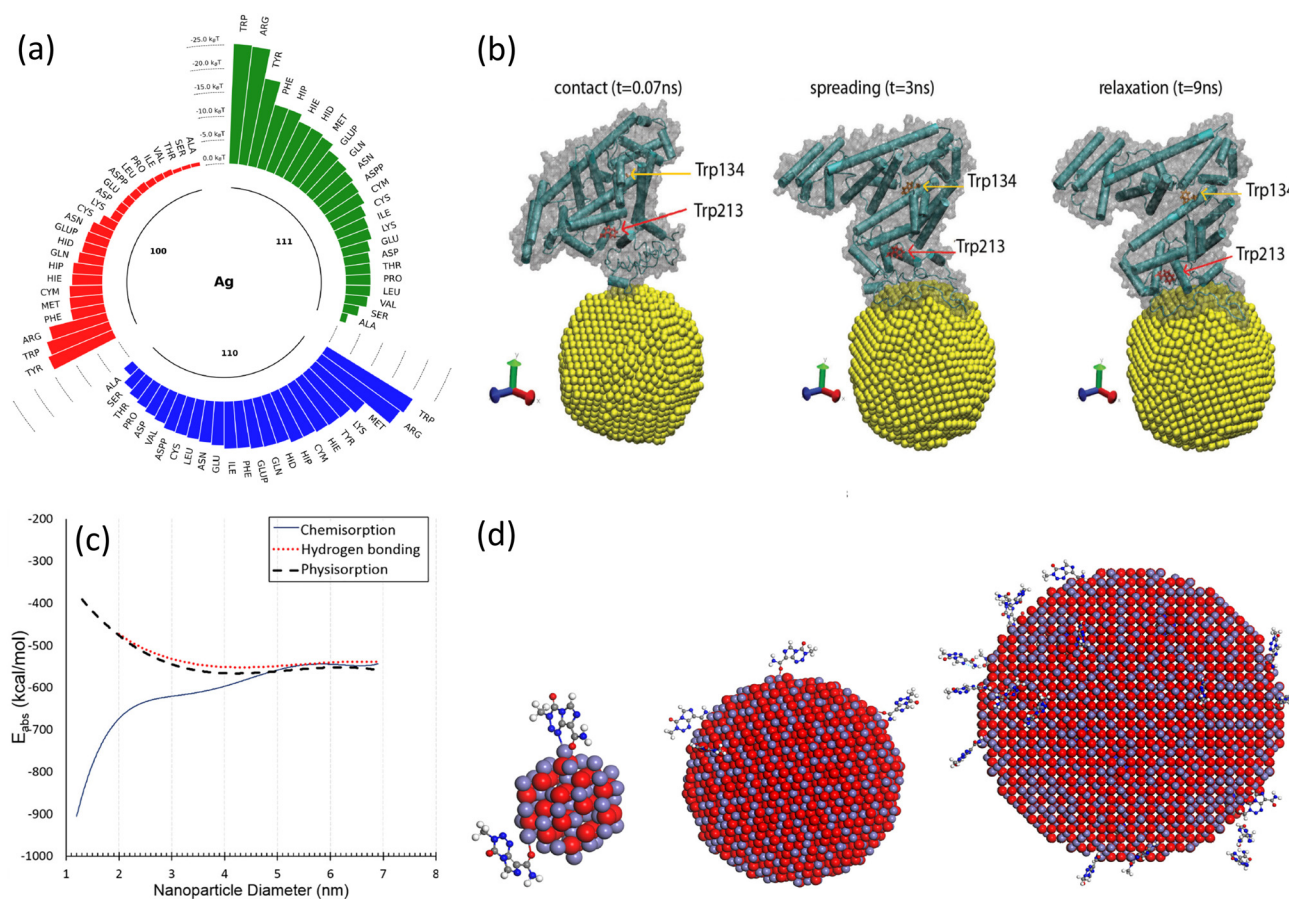 (a)
-25.0 kBT
-20.0 kBT
-15.0 kBT
-10.0 kBT
-5.0 kBT
0.0 kBT
TRP
ARG
TYR
PHE
HIP
HIE
HID
MET
GLUP
GLN
ASN
ASPP
CYM
CYS
ILE
LYS
GLU
ASP
THR
PRO
LEU
VAL
SER
ALA
TRP
ARG
MET
LYS
TYR
HIE
CYM
HIP
HID
GLN
GLUP
PHE
ILE
GLU
ASN
LEU
CYS
ASPP
VAL
ASP
PRO
THR
SER
ALA
TYR
TRP
ARG
PHE
MET
CYM
HIE
HIP
GLN
HID
GLUP
ASN
CYS
LYS
ASP
GLU
ASPP
LEU
PRO
ILE
VAL
THR
SER
ALA
100
111
Ag
110
(b)
contact (t=0.07ns)
spreading (t=3ns)
relaxation (t=9ns)
Trp134
Trp213
Trp134
Trp213
Trp134
Trp213
(c)
-200
-300
-400
-500
-600
-700
-800
-900
-1000
Eabs (kcal/mol)
Chemisorption
Hydrogen bonding
Physisorption
1 2 3 4 5 6 7 8
Nanoparticle Diameter (nm)
(d)